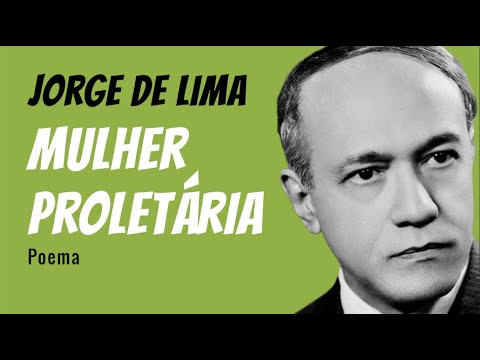 JORGE DE LIMA
MULHER
PROLETÁRIA
Poema